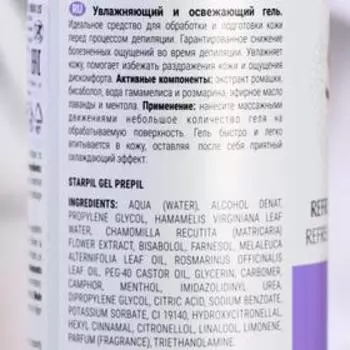 RU Увлажняющий и освежающий гель.
Идеальное средство для обработки и подготовки кожи
перед процессом депиляции. Гарантированное снижение
болезненных ощущений во время депиляции. Увлажняет
кожу, помогает избежать раздражения кожи и ощущения
дискомфорта. Активные компоненты: экстракт ромашки,
бисаболол, вода гамамелиса и розмарина, эфирное масло
лаванды и ментола. Применение: нанесите массажными
движениями небольшое количество геля на
обрабатываемую поверхность. Гель быстро и легко
впитывается в кожу, оставляя после себя приятный
охлаждающий эффект.
STARPIL GEL PREPIL
INGREDIENTS: AQUA (WATER), ALCOHOL DENAT,
PROPYLENE GLYCOL, HAMAMELIS VIRGINIANA LEAF
WATER, CHAMOMILLA RECUTITA (MATRICARIA)
FLOWER EXTRACT, BISABOLOL, FARNESOL, MELALEUCA
ALTERNIFOLIA LEAF OIL, ROSMARINUS OFFICINALIS
LEAF OIL, PEG-40 CASTOR OIL, GLYCERIN, CARBOMER,
CAMPHOR, MENTHOL, IMIDAZOLIDINYL UREA,
DIPROPYLENE GLYCOL, CITRIC ACID, SODIUM BENZOATE,
POTASSIUM SORBATE, CI 19140, HYDROXYCITRONELLAL,
HEXYL CINNAMAL, CITRONELLOL, LINALOOL, LIMONENE,
PARFUM (FRAGRANCE), TRIETHANOLAMINE.